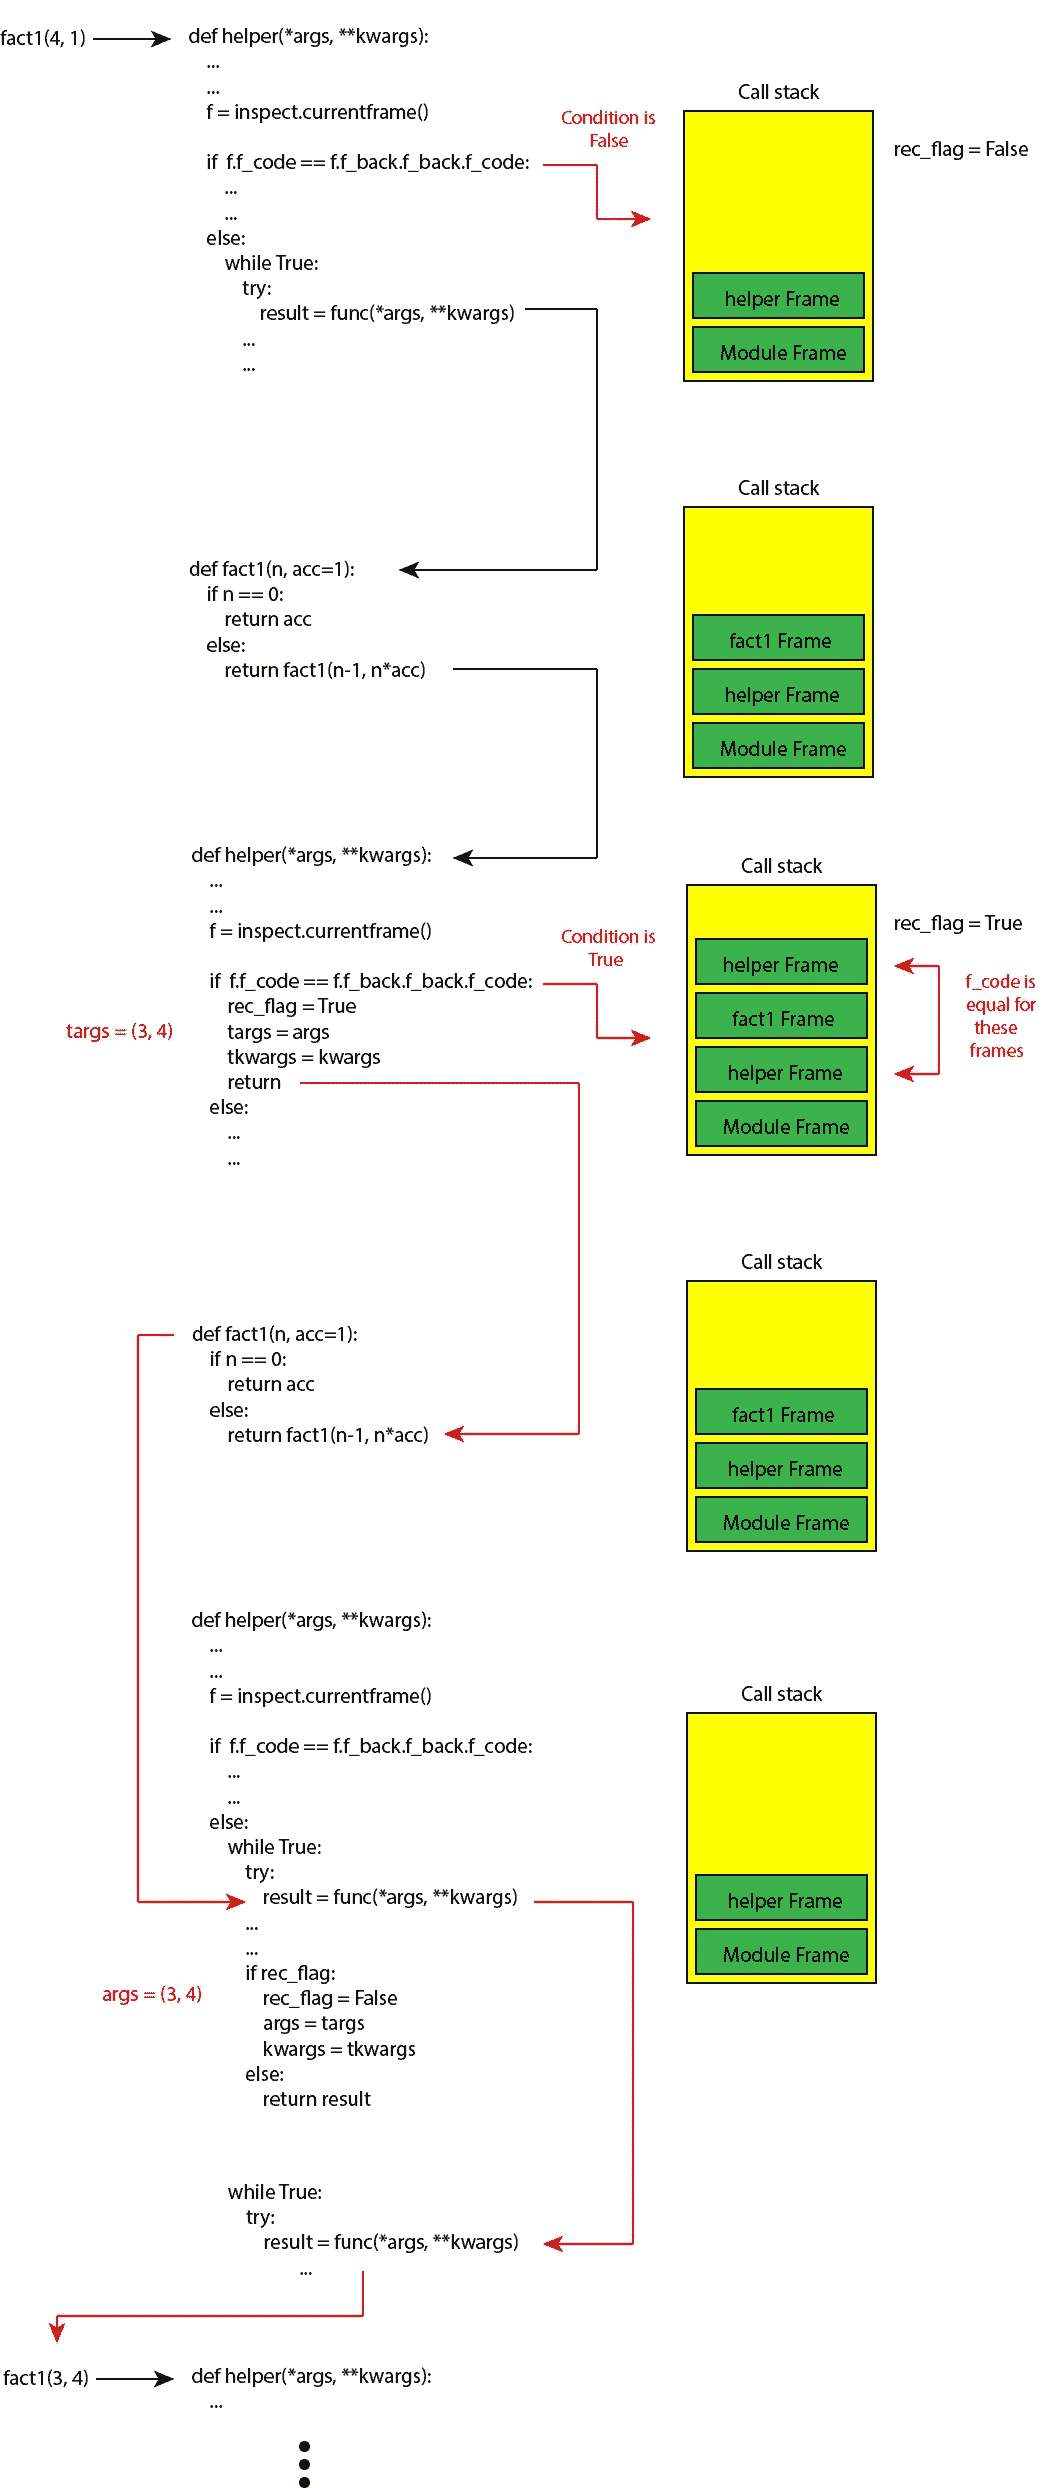 fact1(4, 1)
def helper(*args, **kwargs):
...
...
f = inspect.currentframe()
if f.f_code == f.f_back.f_back.f_code:
...
...
else:
while True:
try:
result = func(*args, **kwargs)
...
...
Condition is
False
Call stack
rec_flag = False
helper Frame
Module Frame
def fact1(n, acc=1):
if n == 0:
return acc
else:
return fact1(n-1, n*acc)
Call stack
fact1 Frame
helper Frame
Module Frame
def helper(*args, **kwargs):
...
...
f = inspect.currentframe()
if f.f_code == f.f_back.f_back.f_code:
rec_flag = True
targs = args
tkwargs = kwargs
return
else:
...
...
targs = (3, 4)
Condition is
True
Call stack
rec_flag = True
helper Frame
fact1 Frame
helper Frame
Module Frame
f_code is
equal for
these
frames
def fact1(n, acc=1):
if n == 0:
return acc
else:
return fact1(n-1, n*acc)
Call stack
fact1 Frame
helper Frame
Module Frame
def helper(*args, **kwargs):
...
...
f = inspect.currentframe()
if f.f_code == f.f_back.f_back.f_code:
...
...
else:
while True:
try:
result = func(*args, **kwargs)
...
...
if rec_flag:
rec_flag = False
args = targs
kwargs = tkwargs
else:
return result
args = (3, 4)
Call stack
helper Frame
Module Frame
while True:
try:
result = func(*args, **kwargs)
...
fact1(3, 4)
def helper(*args, **kwargs):
...